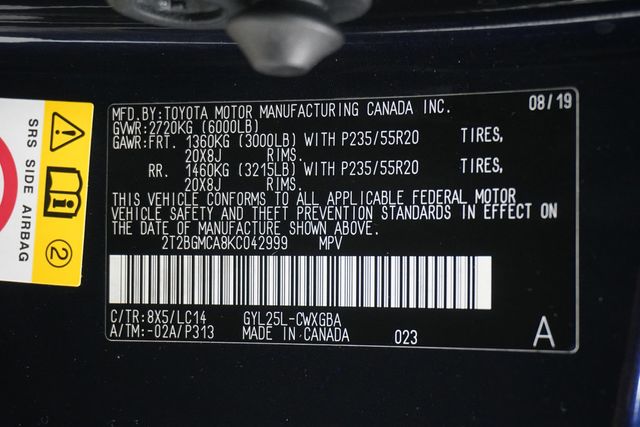 MFD.BY:TOYOTA MOTOR MANUFACTURING CANADA INC. 08/19
GVWR:2720KG (6000LB)
GAWR:FRT. 1360KG (3000LB) WITH P235/55R20 TIRES,
20X8J RIMS.
RR. 1460KG (3215LB) WITH P235/55R20 TIRES,
20X8J RIMS.
THIS VEHICLE CONFORMS TO ALL APPLICABLE FEDERAL MOTOR
VEHICLE SAFETY AND THEFT PREVENTION STANDARDS IN EFFECT ON
THE DATE OF MANUFACTURE SHOWN ABOVE.
2T2BGMCA8KC042999 MPV
C/TR:8X5/LC14 GYL25L-CWXGBA
A/TM:-02A/P313 MADE IN CANADA 023 A
SRS SIDE AIRBAG
2